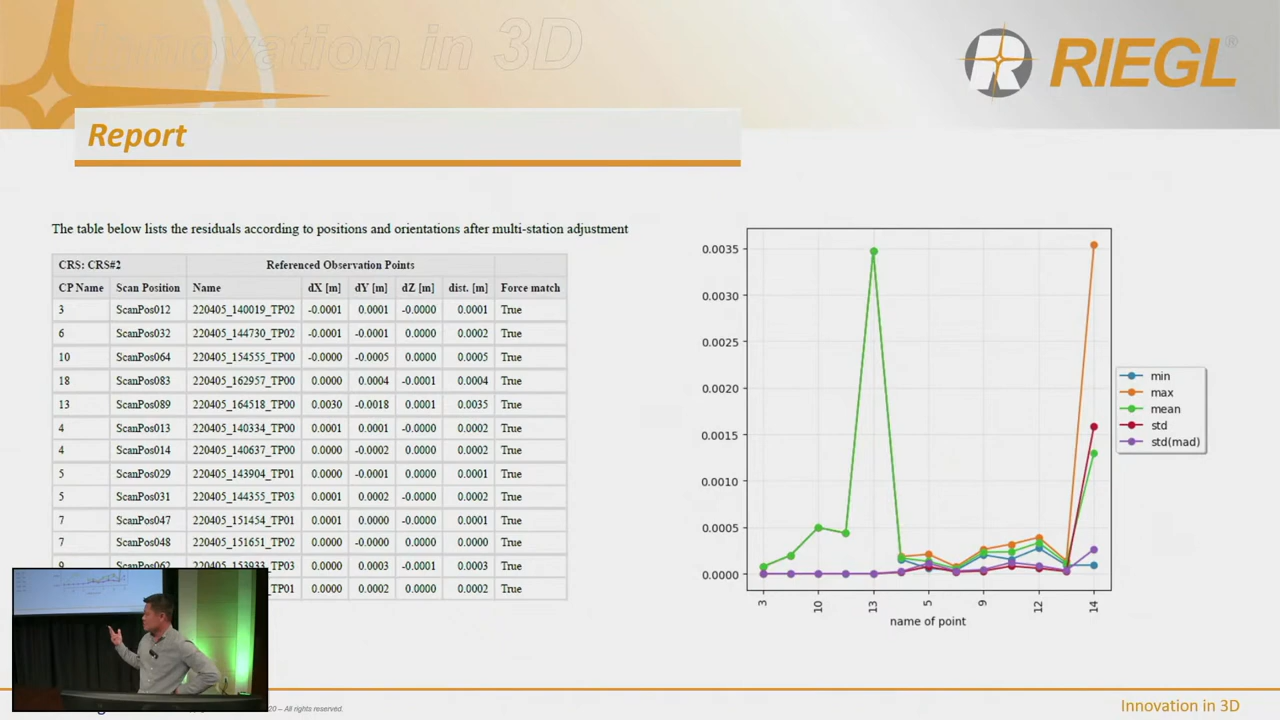 Innovation in 3D
RIEGL®
Report
The table below lists the residuals according to positions and orientations after multi-station adjustment
CRS: CRS#2 Referenced Observation Points
CP Name Scan Position Name dX [m] dY [m] dZ [m] dist. [m] Force match
3 ScanPos012 220405_140019_TP02 -0.0001 0.0001 -0.0000 0.0001 True
6 ScanPos032 220405_144730_TP02 -0.0001 -0.0001 0.0000 0.0002 True
10 ScanPos064 220405_154555_TP00 -0.0000 -0.0005 0.0000 0.0005 True
18 ScanPos083 220405_162957_TP00 0.0000 0.0004 -0.0001 0.0004 True
13 ScanPos089 220405_164518_TP00 0.0030 -0.0018 0.0001 0.0035 True
4 ScanPos013 220405_140334_TP04 0.0001 0.0001 -0.0000 0.0002 True
4 ScanPos014 220405_140637_TP00 0.0000 -0.0002 -0.0000 0.0002 True
5 ScanPos029 220405_143904_TP01 0.0000 -0.0001 0.0000 0.0001 True
5 ScanPos031 220405_144355_TP03 0.0001 0.0002 -0.0000 0.0002 True
7 ScanPos047 220405_151454_TP01 0.0001 0.0000 -0.0000 0.0001 True
7 ScanPos048 220405_151651_TP02 0.0000 -0.0000 0.0000 0.0000 True
9 ScanPos062 220405_153933_TP03 0.0000 0.0003 -0.0001 0.0003 True
_TP01 0.0000 0.0002 0.0000 0.0002 True
0.0035
0.0030
0.0025
0.0020
0.0015
0.0010
0.0005
0.0000
3 10 13 5 9 12 14
name of point
min
max
mean
std
std(mad)
20 – All rights reserved.
Innovation in 3D